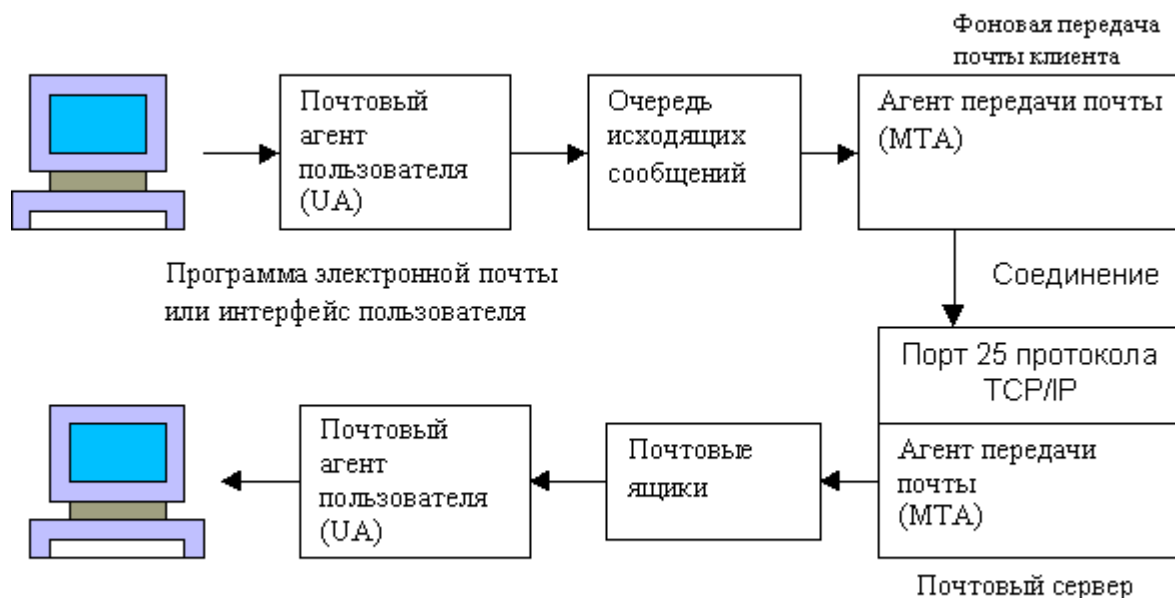 Фоновая передача
почты клиента
Почтовый
агент
пользователя
(UA)
Очередь
исходящих
сообщений
Агент передачи почты
(MTA)
Программа электронной почты
или интерфейс пользователя
Соединение
Порт 25 протокола
TCP/IP
Почтовый
агент
пользователя
(UA)
Почтовые
ящики
Агент передачи
почты
(MTA)
Почтовый сервер